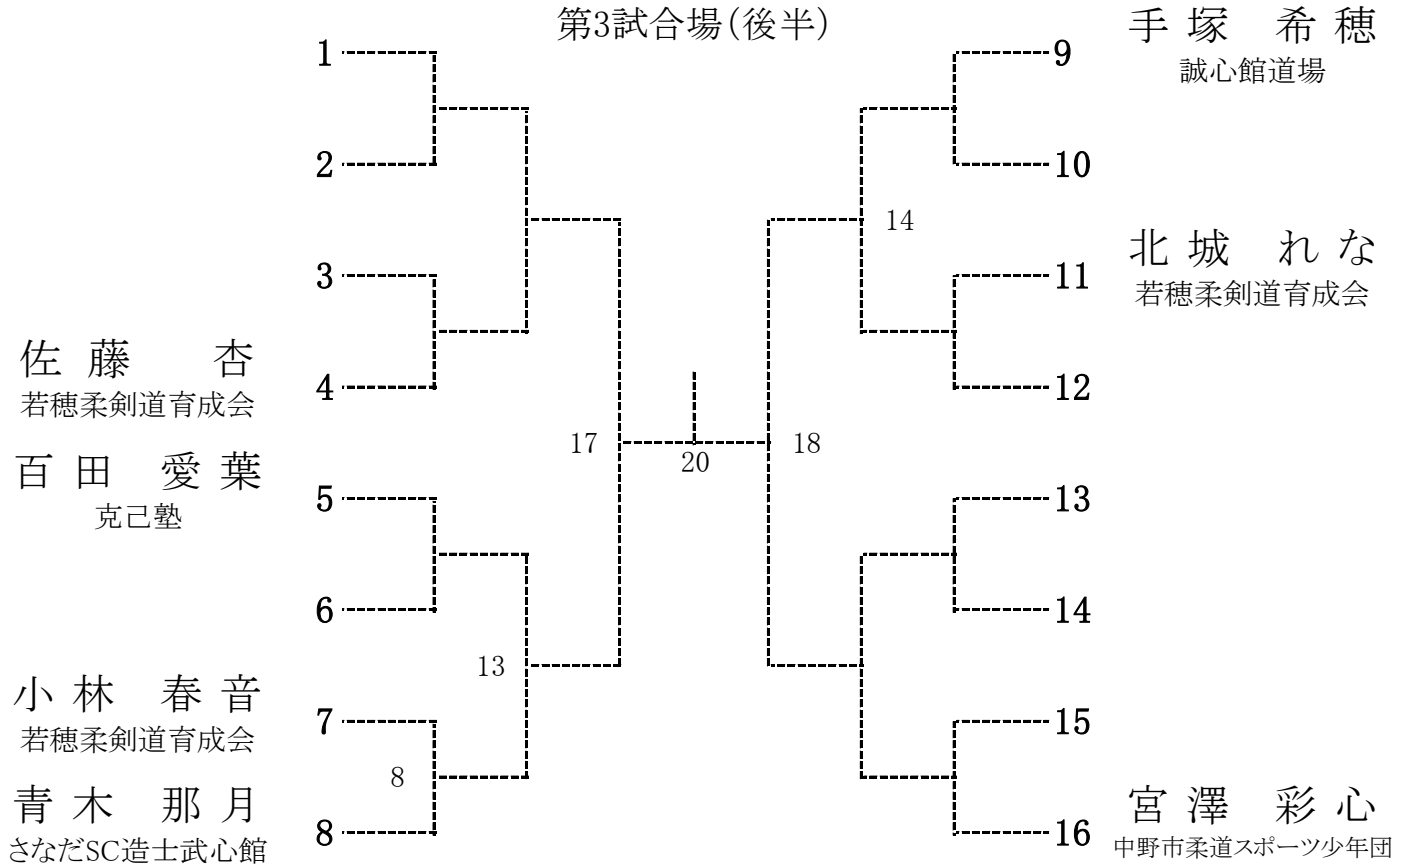 第3試合場(後半)
1
2
3
佐藤 杏
若穂柔剣道育成会
4
百田 愛葉
克己塾
5
6
小林 春音
若穂柔剣道育成会
7
青木 那月
さなだSC造士武心館
8
8
13
17
20
18
14
手塚 希穂
誠心館道場
9
10
北城 れな
若穂柔剣道育成会
11
12
13
14
15
宮澤 彩心
中野市柔道スポーツ少年団
16